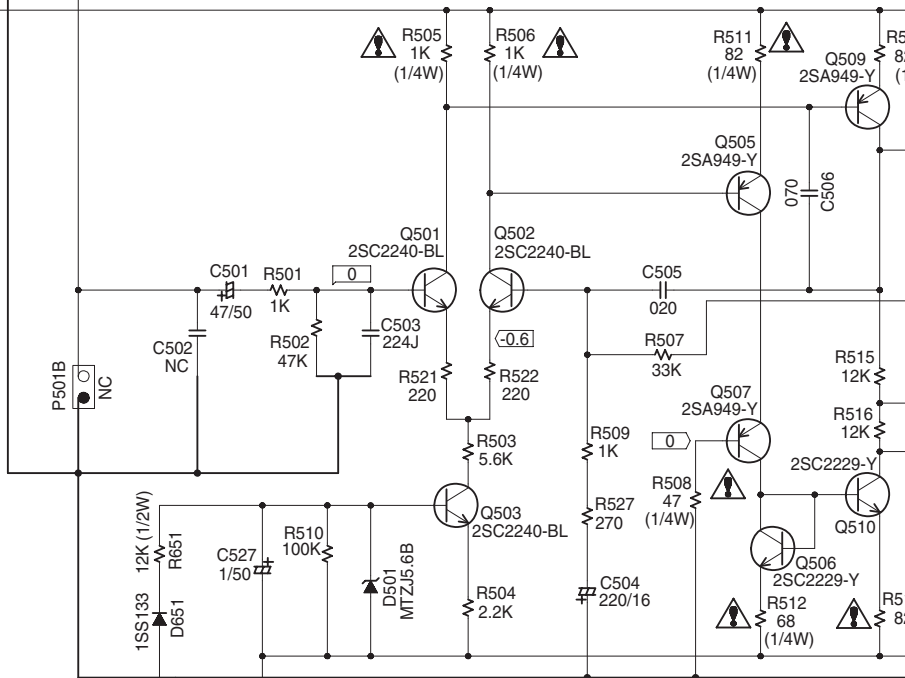 R505
1K
(1/4W)
R506
1K
(1/4W)
R511
82
(1/4W)
Q509
2SA949-Y
Q505
2SA949-Y
070
C506
Q501
2SC2240-BL
Q502
2SC2240-BL
C501
47/50
R501
1K
0
C505
020
C502
NC
R502
47K
C503
224J
-0.6
R507
33K
P501B
NC
R521
220
R522
220
R515
12K
Q507
2SA949-Y
R516
12K
R503
5.6K
R509
1K
0
2SC2229-Y
Q510
R508
47
(1/4W)
12K (1/2W)
R651
C527
1/50
R510
100K
D501
MTZJ5.6B
Q503
2SC2240-BL
R527
270
Q506
2SC2229-Y
1SS133
D651
R504
2.2K
C504
220/16
R512
68
(1/4W)